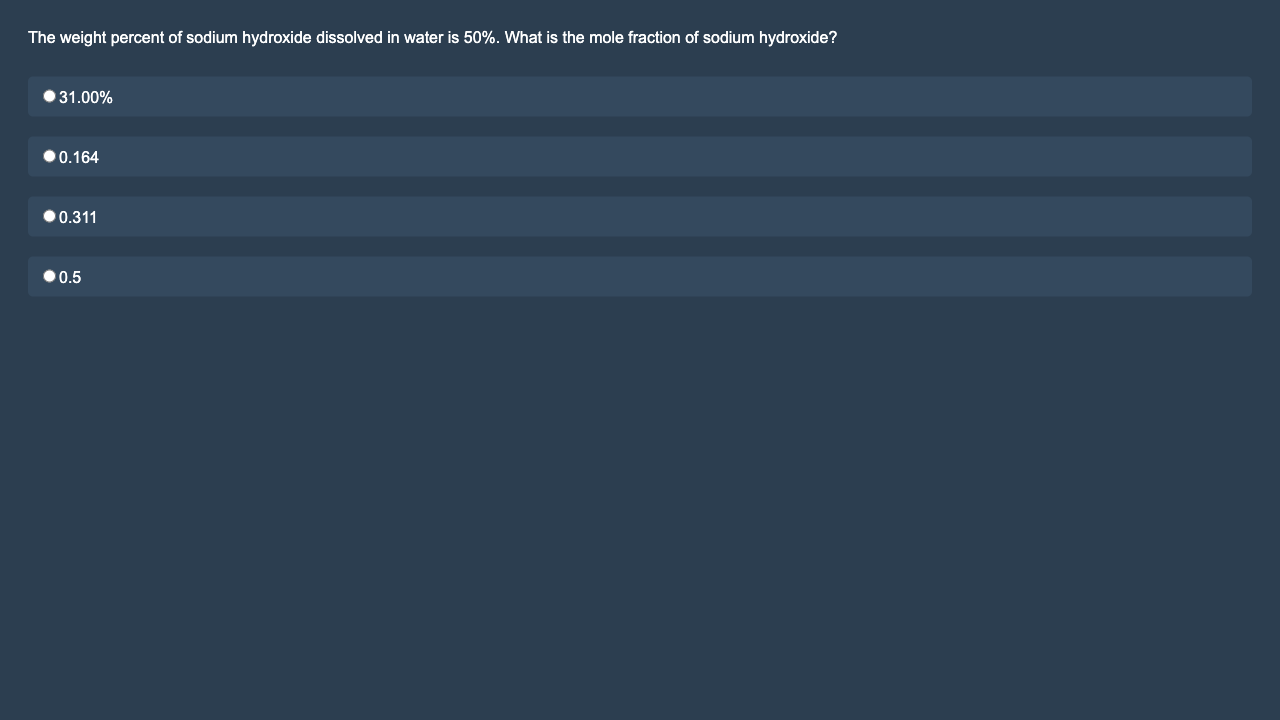 The weight percent of sodium hydroxide dissolved in water is 50%. What is the mole fraction of sodium hydroxide?
31.00%
0.164
0.311
0.5